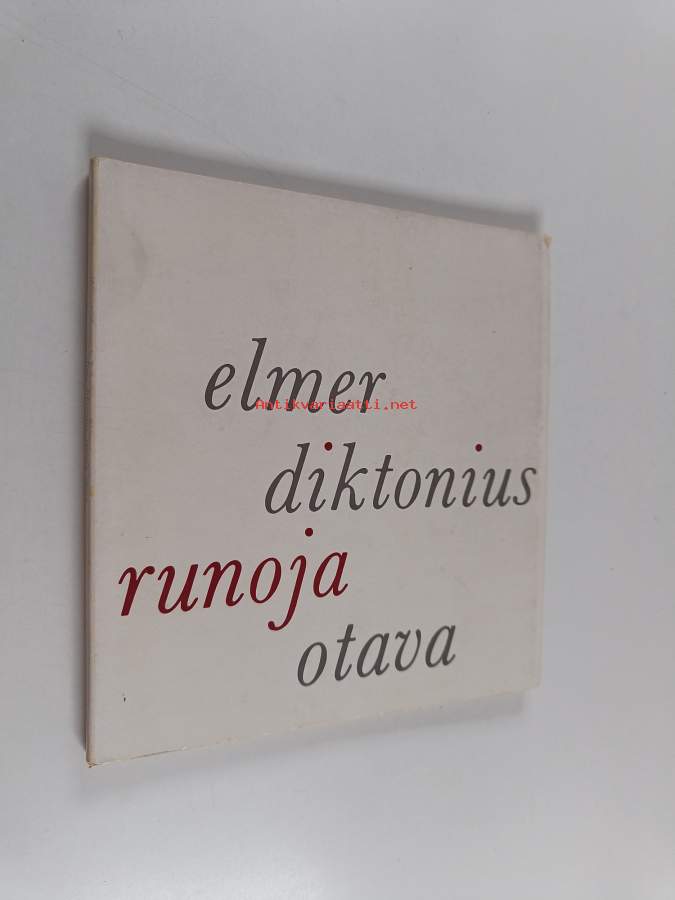 elmer
Antikvariaatti.net
diktonius
runoja
otava